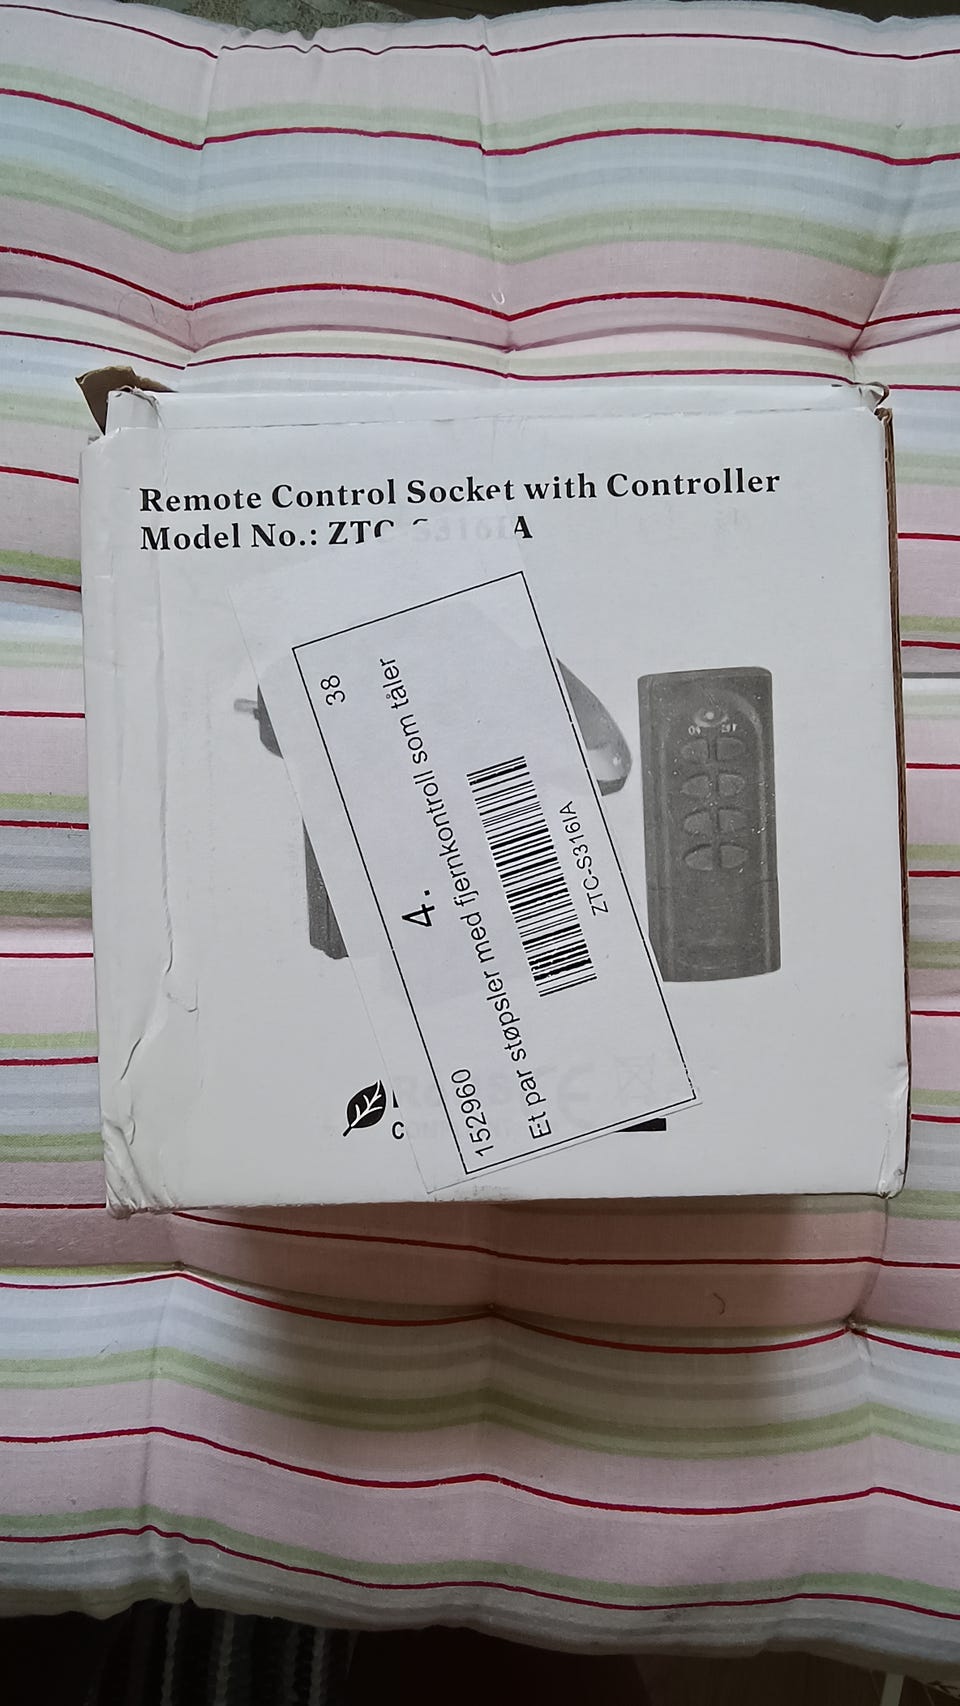 Remote Control Socket with Controller
Model No.: ZTC-S316IA
38
4.
152960
Et par støpsler med fjernkontroll som tåler
ZTC-S316IA
ON
C